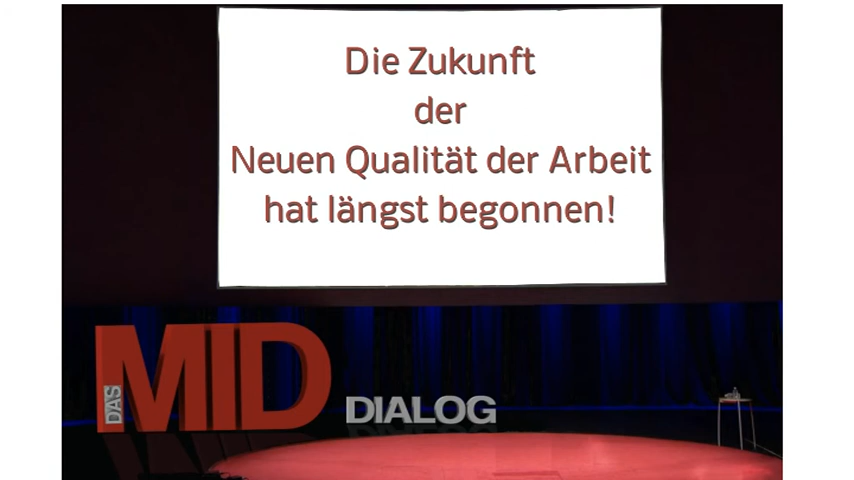 Die Zukunft
der
Neuen Qualität der Arbeit
hat längst begonnen!
DAS
MID
DIALOG